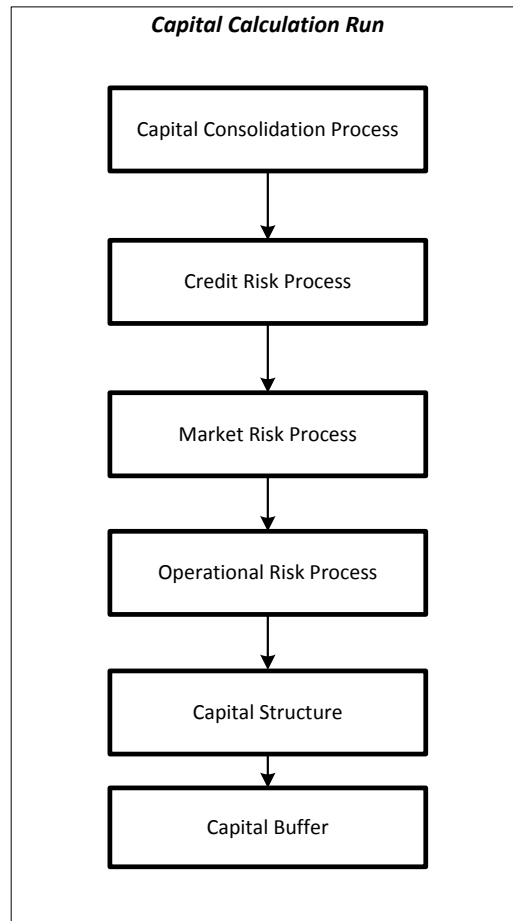 Capital Calculation Run
Capital Consolidation Process
Credit Risk Process
Market Risk Process
Operational Risk Process
Capital Structure
Capital Buffer